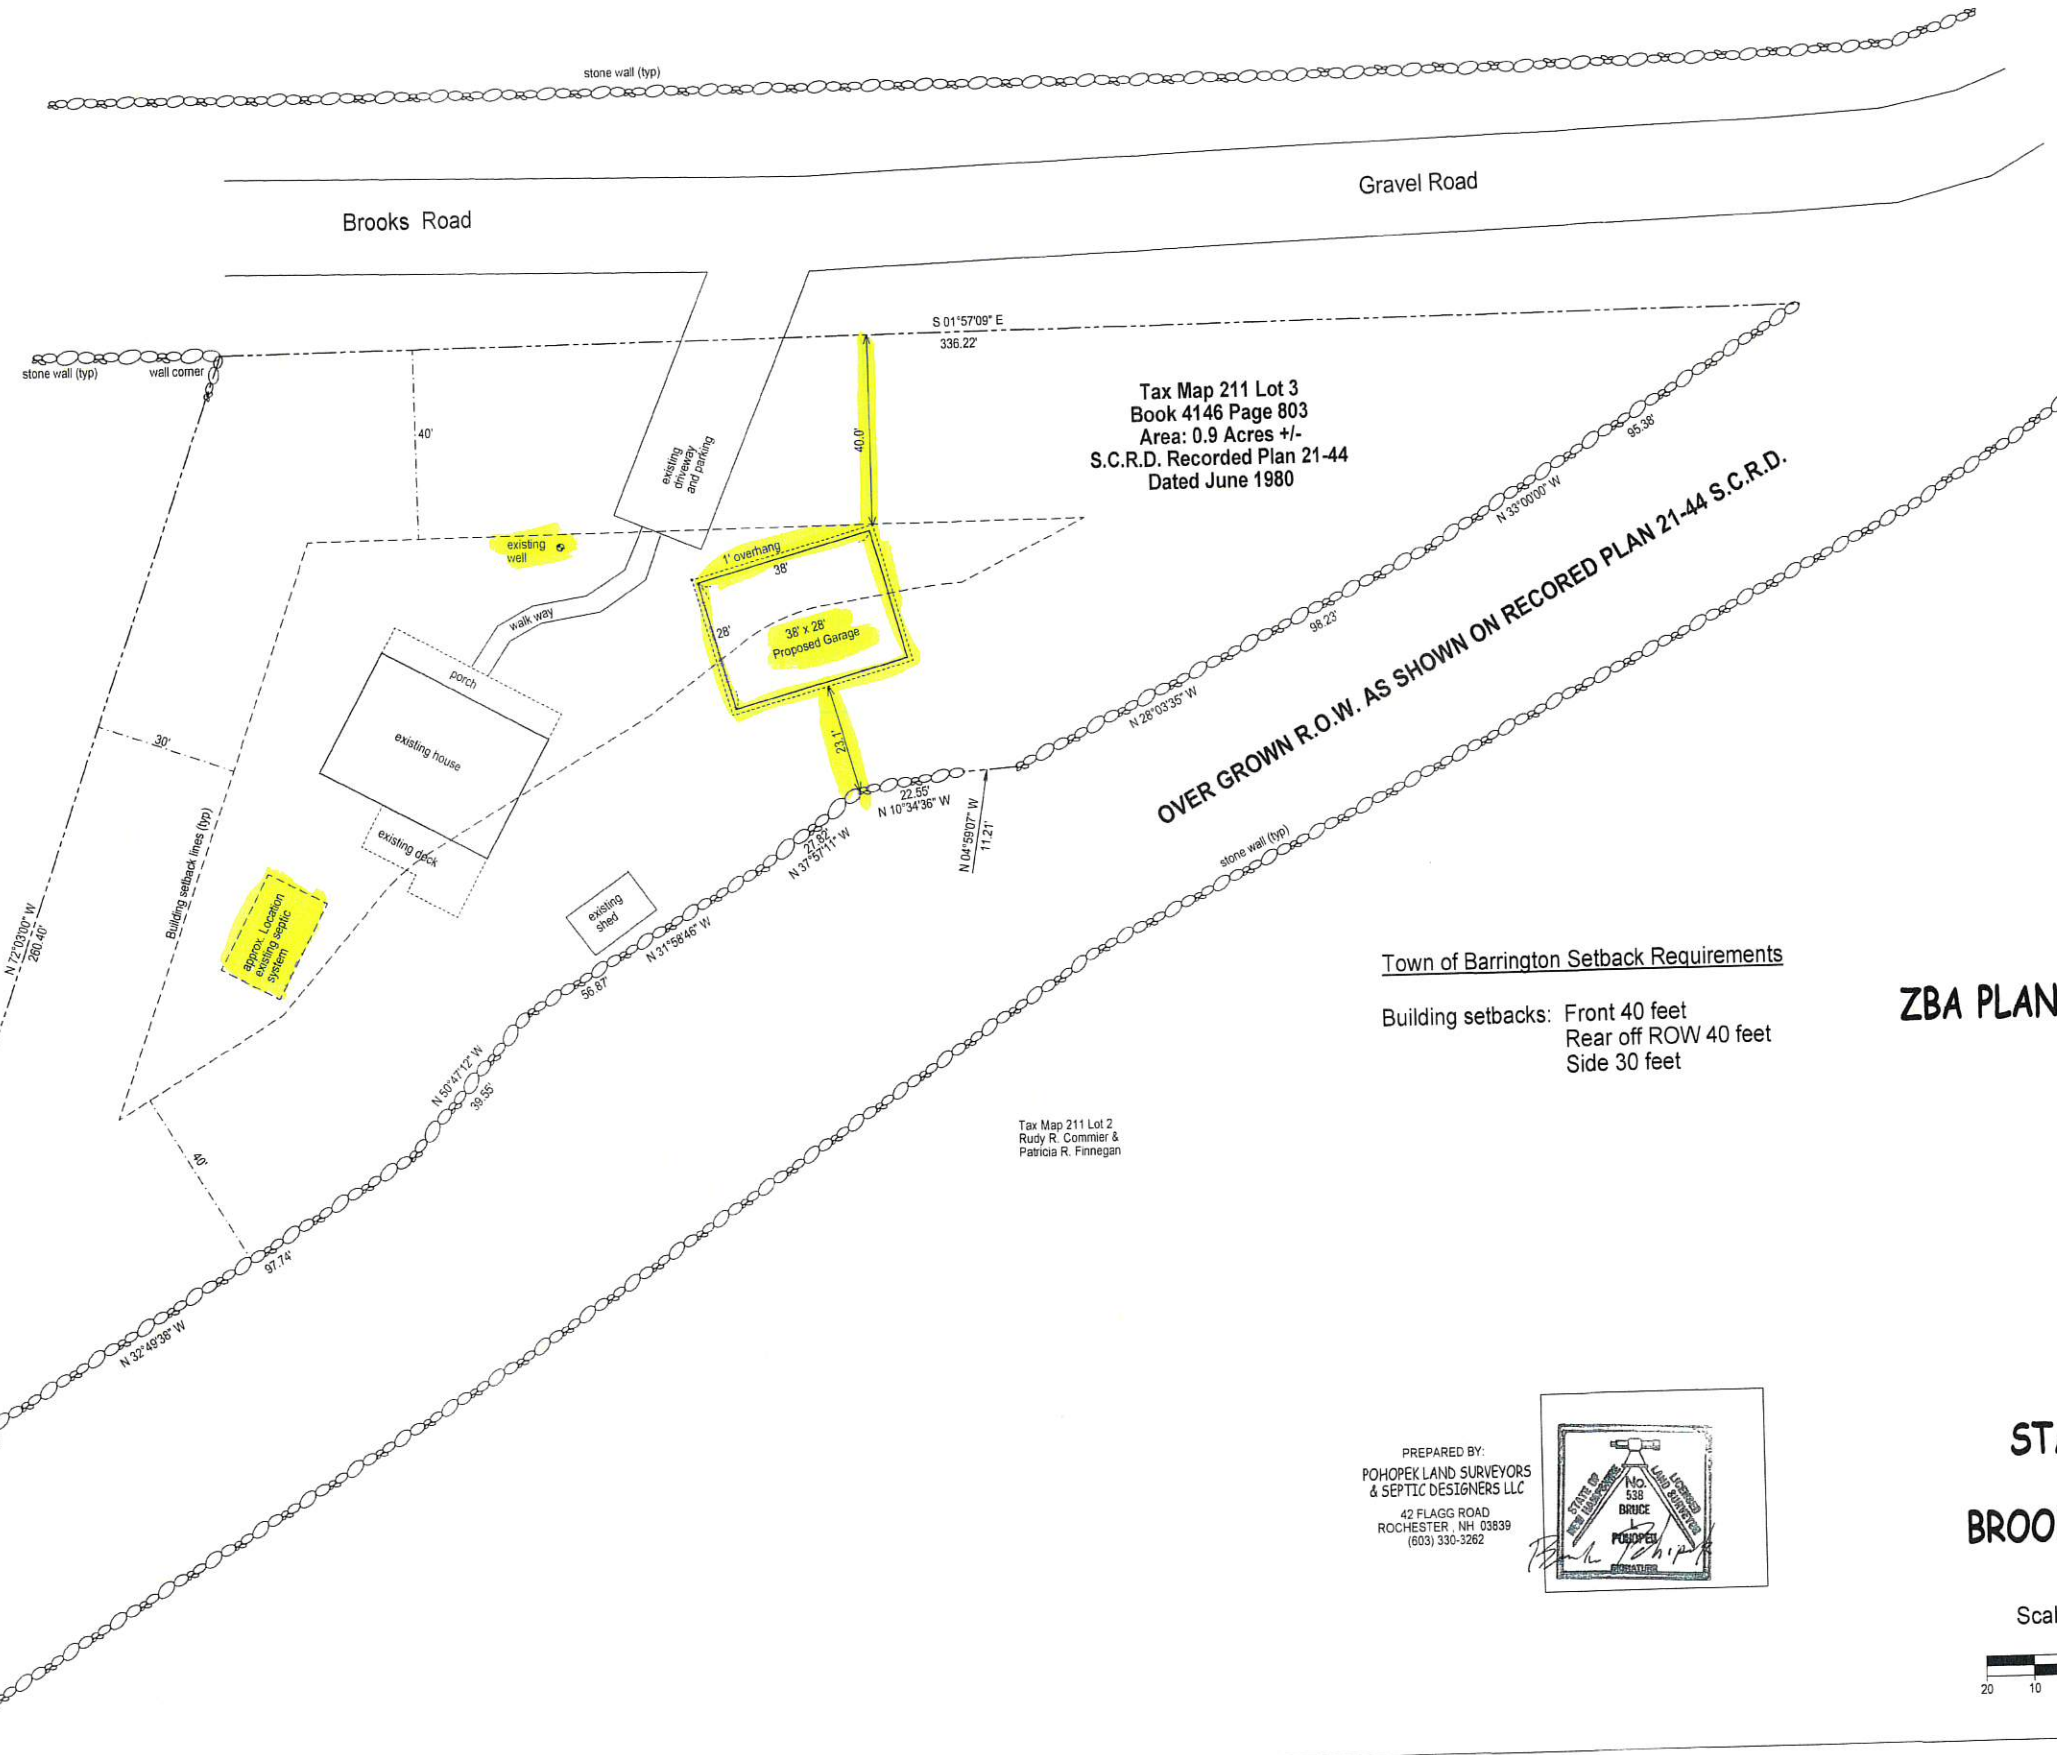 stone wall (typ)
Brooks Road
Gravel Road
S 01°57'09" E
336.22'
stone wall (typ)
wall corner
40'
existing
driveway
and parking
40.0'
Tax Map 211 Lot 3
Book 4146 Page 803
Area: 0.9 Acres +/-
S.C.R.D. Recorded Plan 21-44
Dated June 1980
95.38'
N 33°00'00" W
existing
well
1' overhang
38'
28'
38' x 28'
Proposed Garage
walk way
porch
existing house
existing deck
30'
23.1'
98.23'
N 28°03'35" W
OVER GROWN R.O.W. AS SHOWN ON RECORED PLAN 21-44 S.C.R.D.
22.55'
N 10°34'36" W
N 04°59'07" W
11.21'
27.82'
N 37°57'11" W
stone wall (typ)
Building setback lines (typ)
approx. Location
existing septic
system
existing
shed
N 31°58'46" W
56.87'
N 72°03'00" W
260.40'
N 50°47'12" W
39.55'
40'
97.74'
N 32°49'38" W
Town of Barrington Setback Requirements
Building setbacks: Front 40 feet
Rear off ROW 40 feet
Side 30 feet
ZBA PLAN
Tax Map 211 Lot 2
Rudy R. Commier &
Patricia R. Finnegan
PREPARED BY:
POHOPEK LAND SURVEYORS
& SEPTIC DESIGNERS LLC
42 FLAGG ROAD
ROCHESTER , NH 03839
(603) 330-3262
STATE OF
NEW HAMPSHIRE
LICENSED
LAND SURVEYOR
No.
538
BRUCE
L
POHOPEK
SIGNATURE
STA
BROO
Scal
20 10